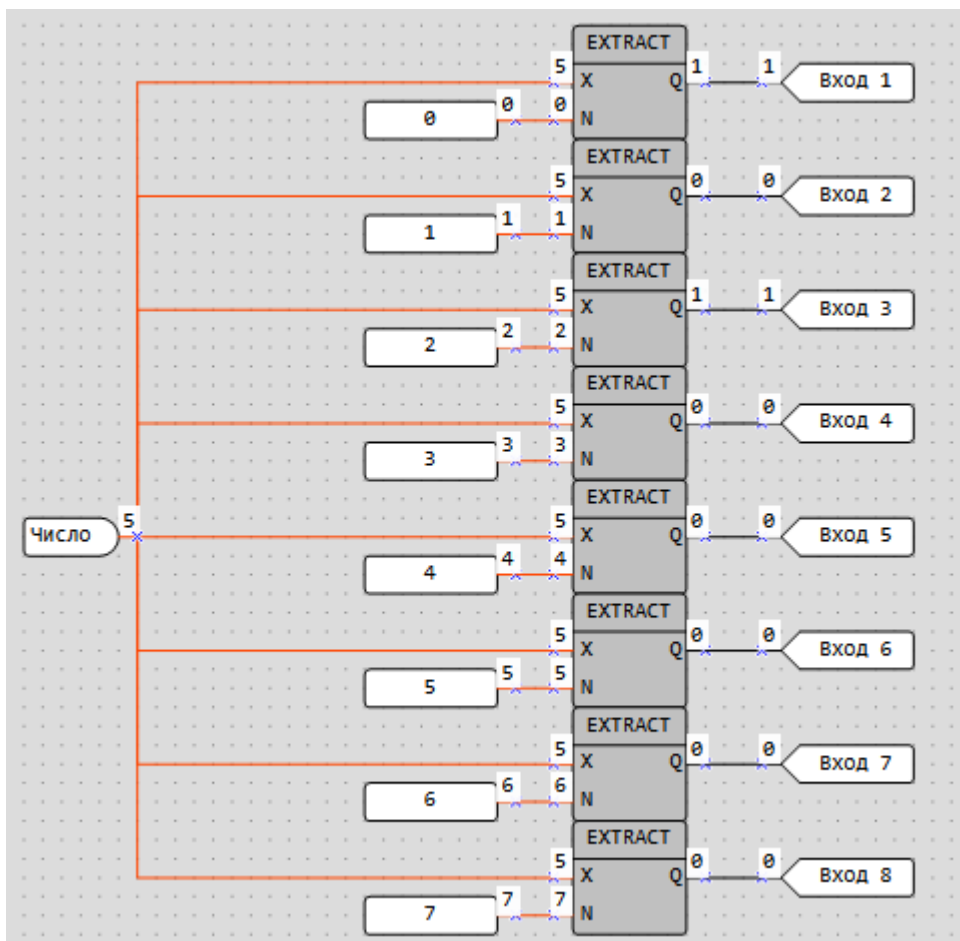 EXTRACT
5 X Q 1 1 Вход 1
0 0 0 N
EXTRACT
5 X Q 0 0 Вход 2
1 1 1 N
EXTRACT
5 X Q 1 1 Вход 3
2 2 2 N
EXTRACT
5 X Q 0 0 Вход 4
3 3 3 N
EXTRACT
Число 5 5 X Q 0 0 Вход 5
4 4 4 N
EXTRACT
5 X Q 0 0 Вход 6
5 5 5 N
EXTRACT
5 X Q 0 0 Вход 7
6 6 6 N
EXTRACT
5 X Q 0 0 Вход 8
7 7 7 N